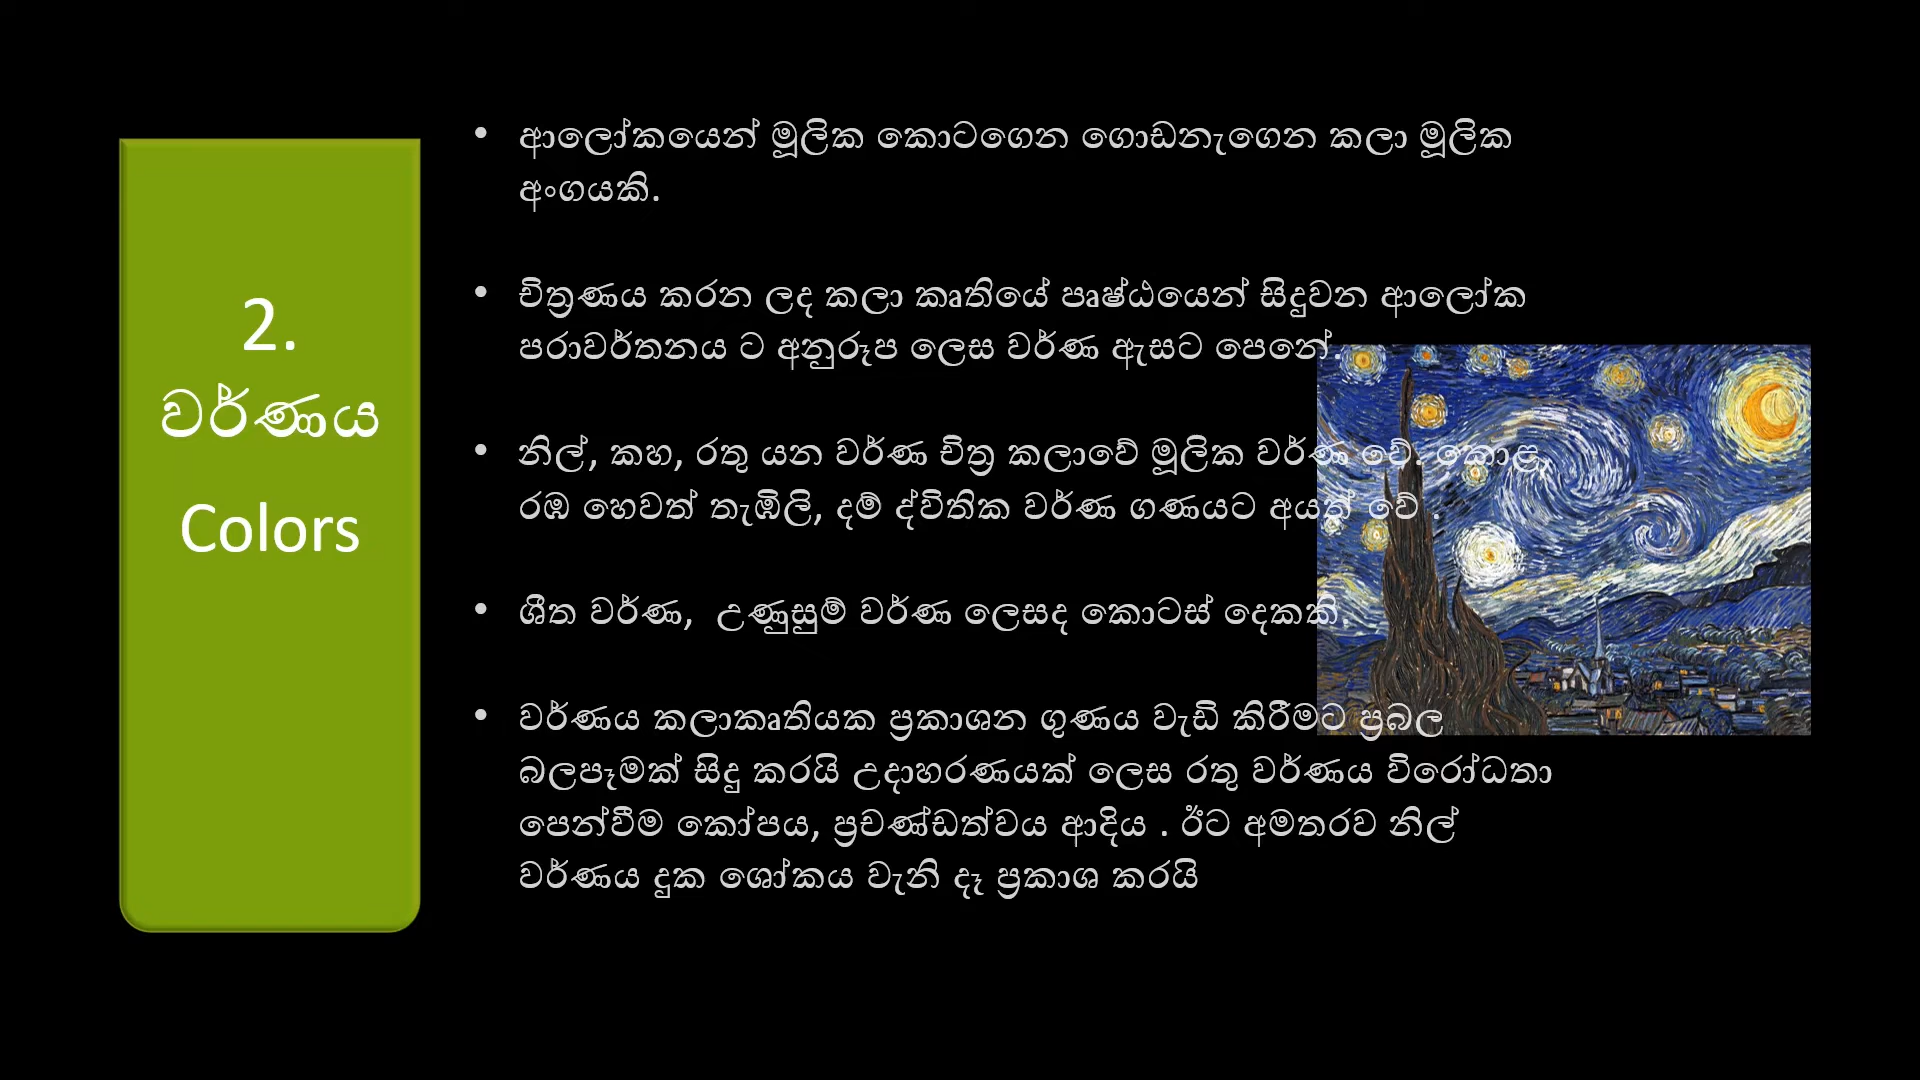 2.
වර්ණය
Colors
• ආලෝකයෙන් මූලික කොටගෙන ගොඩනැගෙන කලා මූලික
අංගයකි.
• චිත්‍රණය කරන ලද කලා කෘතියේ පෘෂ්ඨයෙන් සිදුවන ආලෝක
පරාවර්තනය ට අනුරූප ලෙස වර්ණ ඇසට පෙනේ.
• නිල්, කහ, රතු යන වර්ණ චිත්‍ර කලාවේ මූලික වර්ණ වේ. කොළ,
රඹ හෙවත් තැඹිලි, දම් ද්විතික වර්ණ ගණයට අයත් වේ .
• ශීත වර්ණ,  උණුසුම් වර්ණ ලෙසද කොටස් දෙකකි.
• වර්ණය කලාකෘතියක ප්‍රකාශන ගුණය වැඩි කිරීමට ප්‍රබල
බලපෑමක් සිදු කරයි උදාහරණයක් ලෙස රතු වර්ණය විරෝධතා
පෙන්වීම කෝපය, ප්‍රචණ්ඩත්වය ආදිය . ඊට අමතරව නිල්
වර්ණය දුක ශෝකය වැනි දෑ ප්‍රකාශ කරයි